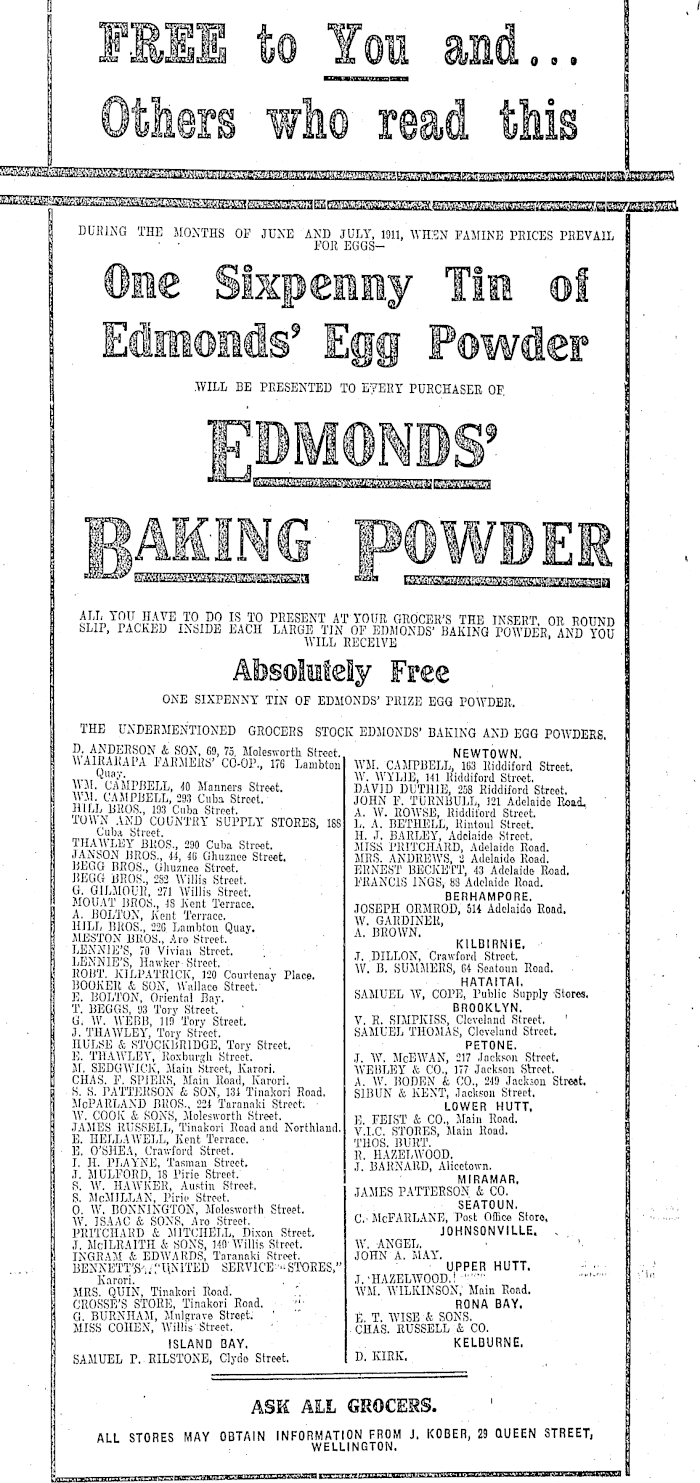 FREE to You and...
Others who read this
DURING THE MONTHS OF JUNE AND JULY, 1911, WHEN FAMINE PRICES PREVAIL
FOR EGGS—
One Sixpenny Tin of
Edmonds' Egg Powder
WILL BE PRESENTED TO EVERY PURCHASER OF
EDMONDS'
BAKING POWDER
ALL YOU HAVE TO DO IS TO PRESENT AT YOUR GROCER'S THE INSERT, OR ROUND
SLIP, PACKED INSIDE EACH LARGE TIN OF EDMONDS' BAKING POWDER, AND YOU
WILL RECEIVE
Absolutely Free
ONE SIXPENNY TIN OF EDMONDS' PRIZE EGG POWDER.
THE UNDERMENTIONED GROCERS STOCK EDMONDS' BAKING AND EGG POWDERS.
D. ANDERSON & SON, 69, 75, Molesworth Street.
WAIRARAPA FARMERS' CO-OP., 176 Lambton
Quay.
WM. CAMPBELL, 40 Manners Street.
WM. CAMPBELL, 293 Cuba Street.
HILL BROS., 193 Cuba Street.
TOWN AND COUNTRY SUPPLY STORES, 188
Cuba Street.
THAWLEY BROS., 290 Cuba Street.
JANSON BROS., 44, 46 Ghuznee Street.
BEGG BROS., Ghuznee Street.
BEGG BROS., 282 Willis Street.
G. GILMOUR, 271 Willis Street.
MOUAT BROS., 48 Kent Terrace.
A. BOLTON, Kent Terrace.
HILL BROS., 226 Lambton Quay.
MESTON BROS., Aro Street.
LENNIE'S, 70 Vivian Street.
LENNIE'S, Hawker Street.
ROBT. KILPATRICK, 120 Courtenay Place.
BOOKER & SON, Wallace Street.
E. BOLTON, Oriental Bay.
T. BEGGS, 93 Tory Street.
G. W. WEBB, 119 Tory Street.
J. THAWLEY, Tory Street.
HULSE & STOCKBRIDGE, Tory Street.
E. THAWLEY, Roxburgh Street.
M. SEDGWICK, Main Street, Karori.
CHAS. F. SPIERS, Main Road, Karori.
S. S. PATTERSON & SON, 134 Tinakori Road.
McPARLAND BROS., 224 Taranaki Street.
W. COOK & SONS, Molesworth Street.
JAMES RUSSELL, Tinakori Road and Northland.
E. HELLAWELL, Kent Terrace.
E. O'SHEA, Crawford Street.
J. H. PLAYNE, Tasman Street.
J. MULFORD, 18 Pirie Street.
S. W. HAWKER, Austin Street.
S. McMILLAN, Pirie Street.
O. W. BONNINGTON, Molesworth Street.
W. ISAAC & SONS, Aro Street.
PRITCHARD & MITCHELL, Dixon Street.
J. McILRAITH & SONS, 140 Willis Street.
INGRAM & EDWARDS, Taranaki Street.
BENNETT'S, "UNITED SERVICE STORES,"
Karori.
MRS. QUIN, Tinakori Road.
CROSSE'S STORE, Tinakori Road.
G. BURNHAM, Mulgrave Street.
MISS COHEN, Willis Street.
ISLAND BAY.
SAMUEL P. RILSTONE, Clyde Street.
NEWTOWN.
WM. CAMPBELL, 163 Riddiford Street.
W. WYLIE, 141 Riddiford Street.
DAVID DUTHIE, 258 Riddiford Street.
JOHN F. TURNBULL, 121 Adelaide Road.
A. W. ROWSE, Riddiford Street.
L. A. BETHELL, Rintoul Street.
H. J. BARLEY, Adelaide Street.
MISS PRITCHARD, Adelaide Road.
MRS. ANDREWS, 2 Adelaide Road.
ERNEST BECKETT, 43 Adelaide Road.
FRANCIS INGS, 88 Adelaide Road.
BERHAMPORE.
JOSEPH ORMROD, 514 Adelaide Road.
W. GARDINER,
A. BROWN.
KILBIRNIE.
J. DILLON, Crawford Street.
W. B. SUMMERS, 64 Seatoun Road.
HATAITAI.
SAMUEL W, COPE, Public Supply Stores.
BROOKLYN.
V. R. SIMPKISS, Cleveland Street.
SAMUEL THOMAS, Cleveland Street.
PETONE.
J. W. McEWAN, 217 Jackson Street.
WEBLEY & CO., 177 Jackson Street.
A. W. BODEN & CO., 249 Jackson Street.
SIBUN & KENT, Jackson Street.
LOWER HUTT.
E. FEIST & CO., Main Road.
V.I.C. STORES, Main Road.
THOS. BURT.
R. HAZELWOOD.
J. BARNARD, Alicetown.
MIRAMAR.
JAMES PATTERSON & CO.
SEATOUN.
C. McFARLANE, Post Office Store.
JOHNSONVILLE.
W. ANGEL.
JOHN A. MAY.
UPPER HUTT.
J. HAZELWOOD.
WM. WILKINSON, Main Road.
RONA BAY.
E. T. WISE & SONS.
CHAS. RUSSELL & CO.
KELBURNE.
D. KIRK.
ASK ALL GROCERS.
ALL STORES MAY OBTAIN INFORMATION FROM J. KOBER, 29 QUEEN STREET,
WELLINGTON.